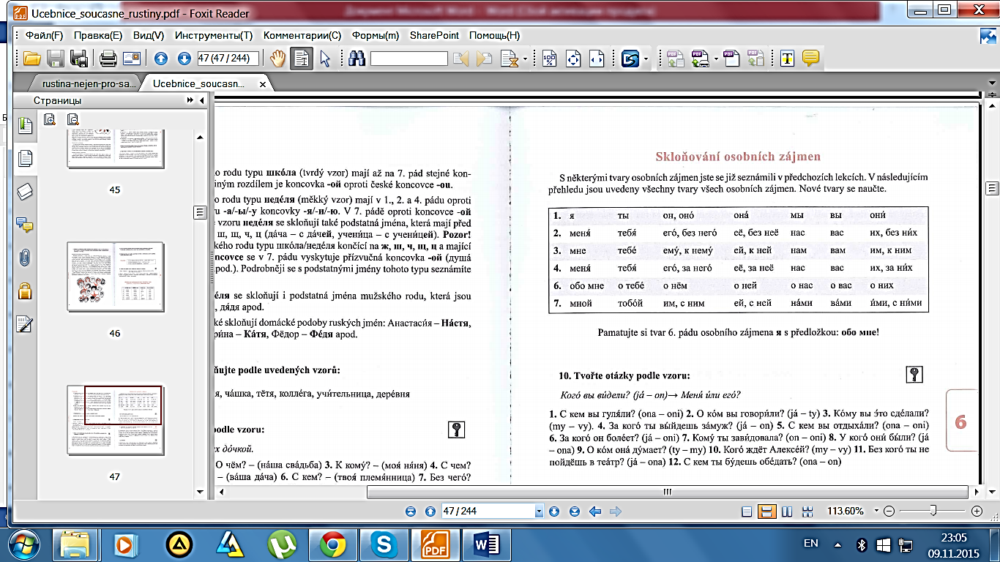 Ucebnice_soucasne_rustiny.pdf - Foxit Reader
Файл(F) Правка(E) Вид(V) Инструменты(T) Комментарии(C) Формы(m) SharePoint Помощь(H)
47 (47 / 244)
rustina-nejen-pro-sa... Ucebnice_soucasn...
Страницы
45
46
47
o rodu typu шко́ла (tvrdý vzor) mají až na 7. pád stejné kon-
iným rozdílem je koncovka -ой oproti české koncovce -ou.
o rodu typu неде́ля (měkký vzor) mají v 1., 2. a 4. pádu oproti
u -а/-ы/-у koncovky -я/-и/-ю. V 7. pádě oproti koncovce -ой
vzoru неде́ля se skloňují také podstatná jména, která mají před
ш, щ, ч, ц (да́ча – с да́чей, учени́ца – с учени́цей). Pozor!
kého rodu typu шко́ла/неде́ля končící na ж, ш, ч, щ, ц a mající
ncovce se v 7. pádu vyskytuje přízvučná koncovka -ой (душа́
pod.). Podrobněji se s podstatnými jmény tohoto typu seznámíte
е́ля se skloňují i podstatná jména mužského rodu, která jsou
, дя́дя apod.
ké skloňují domácké podoby ruských jmen: Анастаси́я – На́стя,
ри́на – Ка́тя, Фёдор – Фе́дя apod.
ňujte podle uvedených vzorů:
я, ча́шка, тётя, колле́га, учи́тельница, дере́вня
podle vzoru:
х до́чкой.
О чём? – (на́ша сва́дьба) 3. К кому́? – (моя́ ня́ня) 4. С чем?
– (ва́ша да́ча) 6. С кем? – (твоя́ племя́нница) 7. Без чего́?
Skloňování osobních zájmen
S některými tvary osobních zájmen jste se již seznámili v předchozích lekcích. V následujícím
přehledu jsou uvedeny všechny tvary všech osobních zájmen. Nové tvary se naučte.
1. я ты он, оно́ она́ мы вы они́
2. меня́ тебя́ его́, без него́ её, без неё нас вас их, без ни́х
3. мне тебе́ ему́, к нему́ ей, к ней нам вам им, к ним
4. меня́ тебя́ его́, за него́ её, за неё нас вас их, за ни́х
6. обо мне о тебе́ о нём о ней о нас о вас о них
7. мной тобо́й им, с ним ей, с ней на́ми ва́ми и́ми, с ни́ми
Pamatujte si tvar 6. pádu osobního zájmena я s předložkou: обо мне!
10. Tvořte otázky podle vzoru:
Кого́ вы ви́дели? (já – on)→ Меня́ и́ли его́?
1. С кем вы гуля́ли? (ona – oni) 2. О ко́м вы говори́ли? (já – ty) 3. Ко́му вы э́то сде́лали?
(my – vy). 4. За кого́ ты вы́йдешь за́муж? (já – on) 5. С кем вы отдыха́ли? (ona – oni)
6. За кого́ он боле́ет? (já – oni) 7. Кому́ ты зави́довала? (on – oni) 8. У кого́ они́ бы́ли? (já
– ona) 9. О ко́м она́ ду́мает? (ty – my) 10. Кого́ ждёт Алексе́й? (my – vy) 11. Без кого́ ты не
пойдёшь в теа́тр? (já – ona) 12. С кем ты бу́дешь обе́дать? (ona – on)
6
47 / 244
113.60%
EN
23:05
09.11.2015